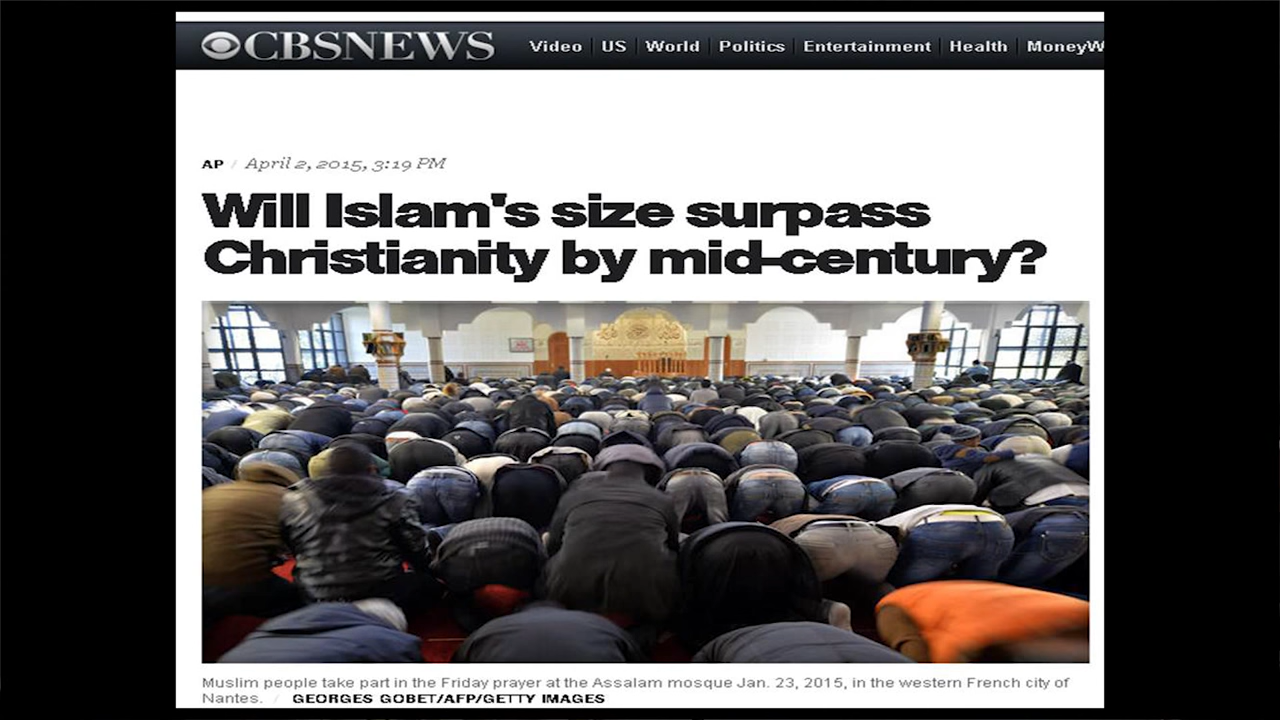 CBSNEWS Video US World Politics Entertainment Health MoneyW
AP / April 2, 2015, 3:19 PM
Will Islam's size surpass
Christianity by mid-century?
Muslim people take part in the Friday prayer at the Assalam mosque Jan. 23, 2015, in the western French city of
Nantes. / GEORGES GOBET/AFP/GETTY IMAGES